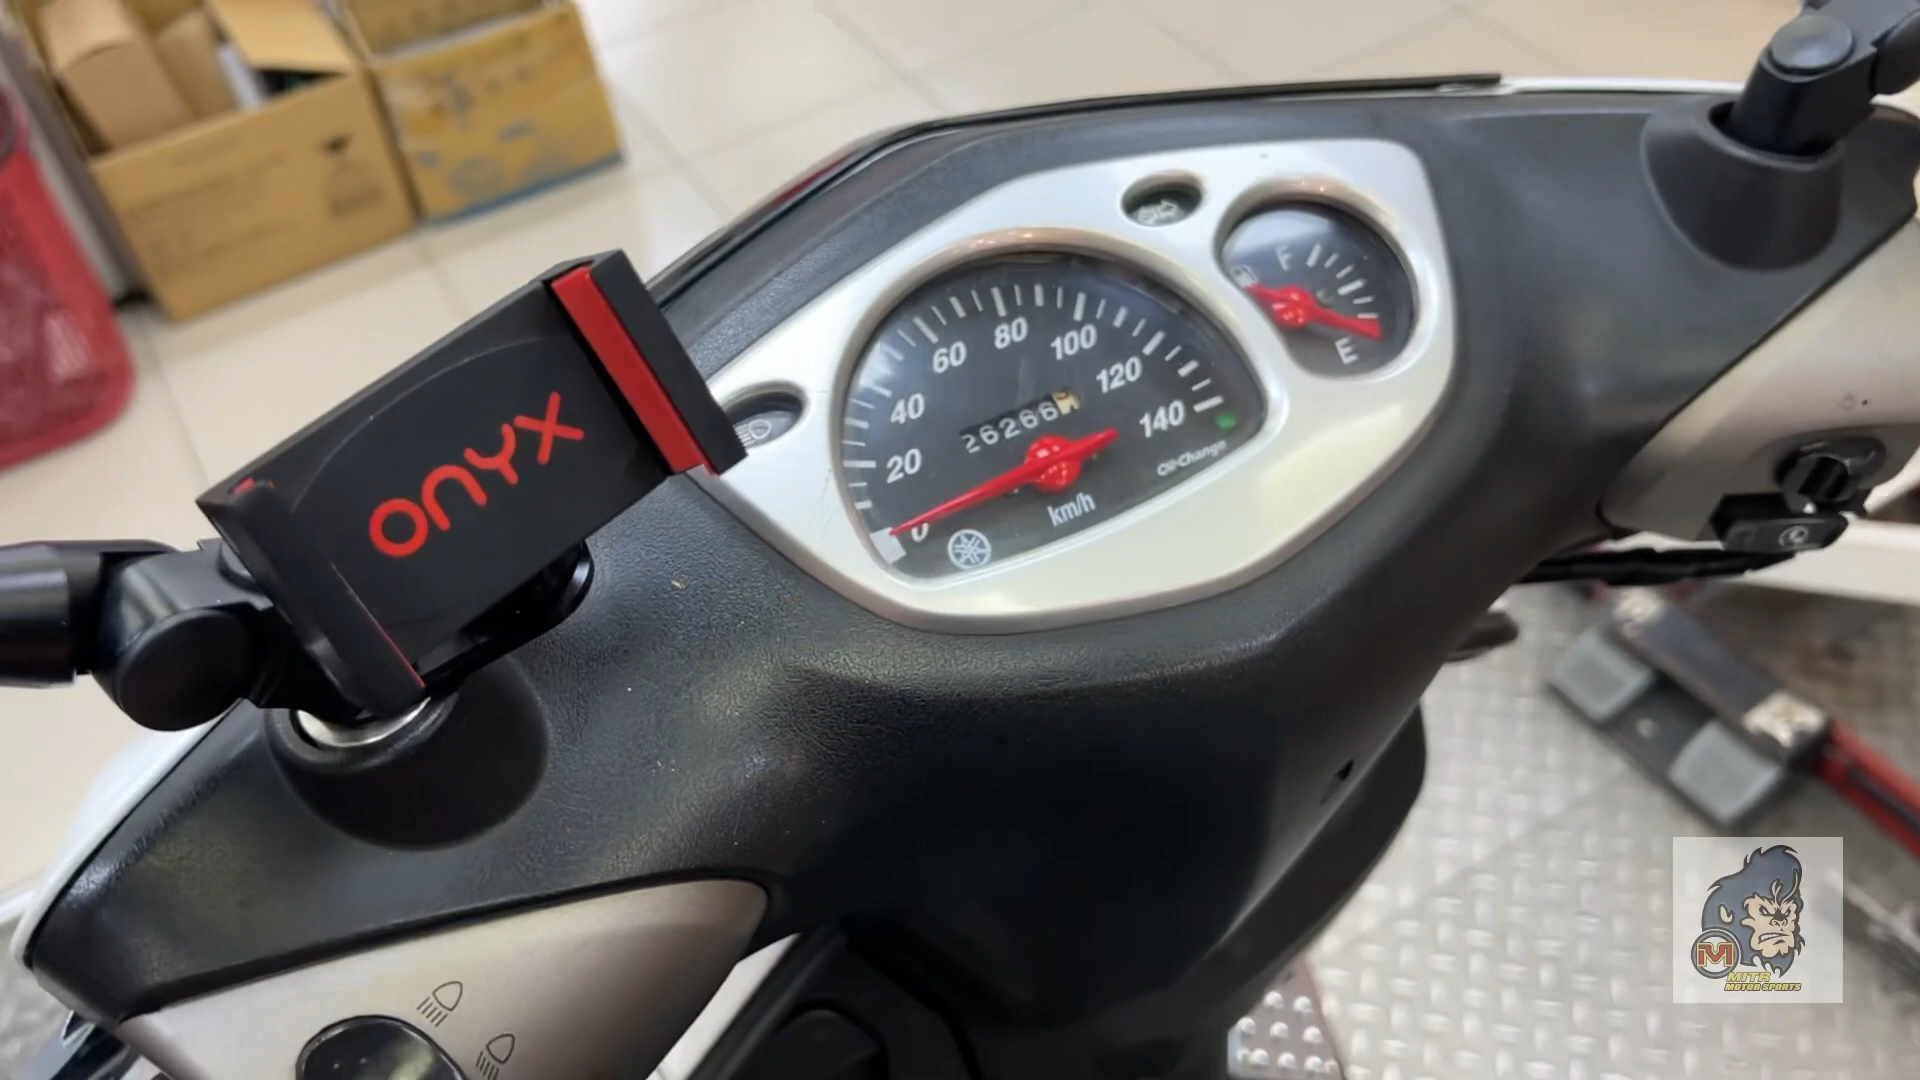 ONYX
20
40
60
80
100
120
140
0
26266
km/h
Oil Change
F
E
M
MITR
MOTOR SPORTS